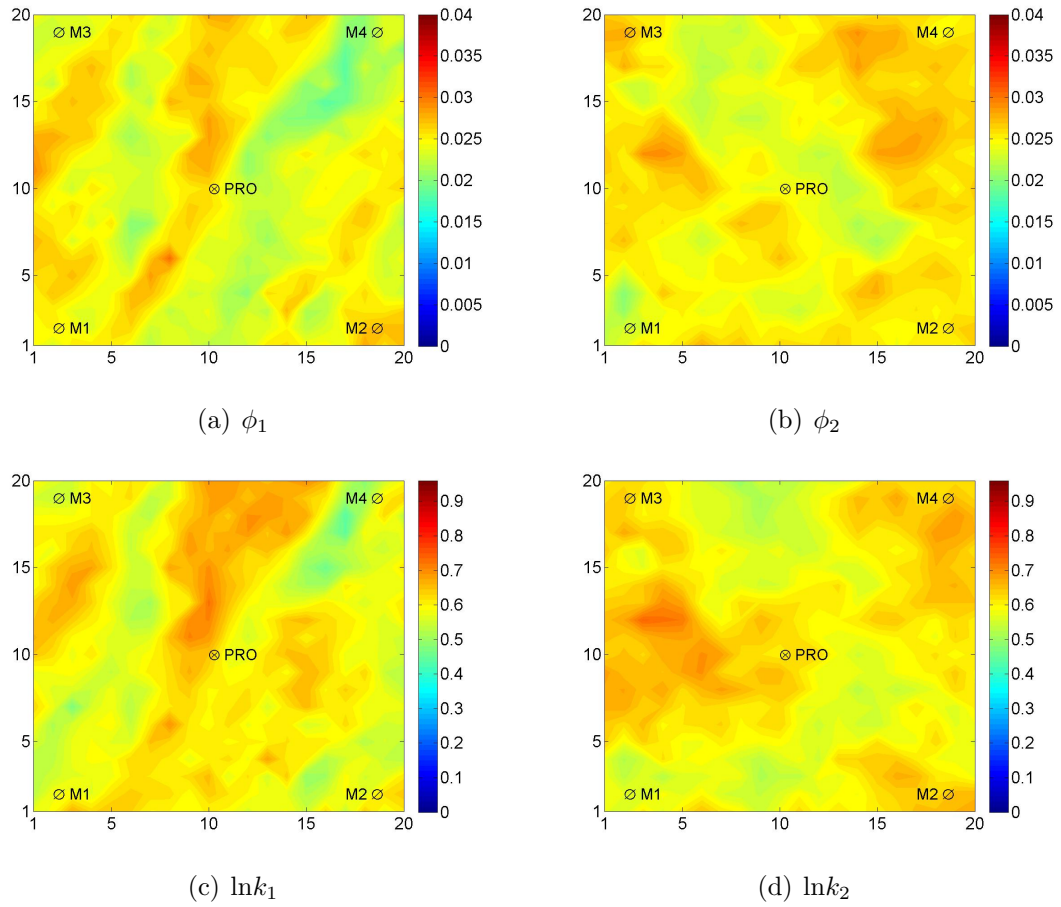 20
15
10
5
1
1 5 10 15 20
∅ M3
M4 ∅
⊗ PRO
∅ M1
M2 ∅
0.04
0.035
0.03
0.025
0.02
0.015
0.01
0.005
0
(a) ϕ1
20
15
10
5
1
1 5 10 15 20
∅ M3
M4 ∅
⊗ PRO
∅ M1
M2 ∅
0.04
0.035
0.03
0.025
0.02
0.015
0.01
0.005
0
(b) ϕ2
20
15
10
5
1
1 5 10 15 20
∅ M3
M4 ∅
⊗ PRO
∅ M1
M2 ∅
0.9
0.8
0.7
0.6
0.5
0.4
0.3
0.2
0.1
0
(c) lnk1
20
15
10
5
1
1 5 10 15 20
∅ M3
M4 ∅
⊗ PRO
∅ M1
M2 ∅
0.9
0.8
0.7
0.6
0.5
0.4
0.3
0.2
0.1
0
(d) lnk2